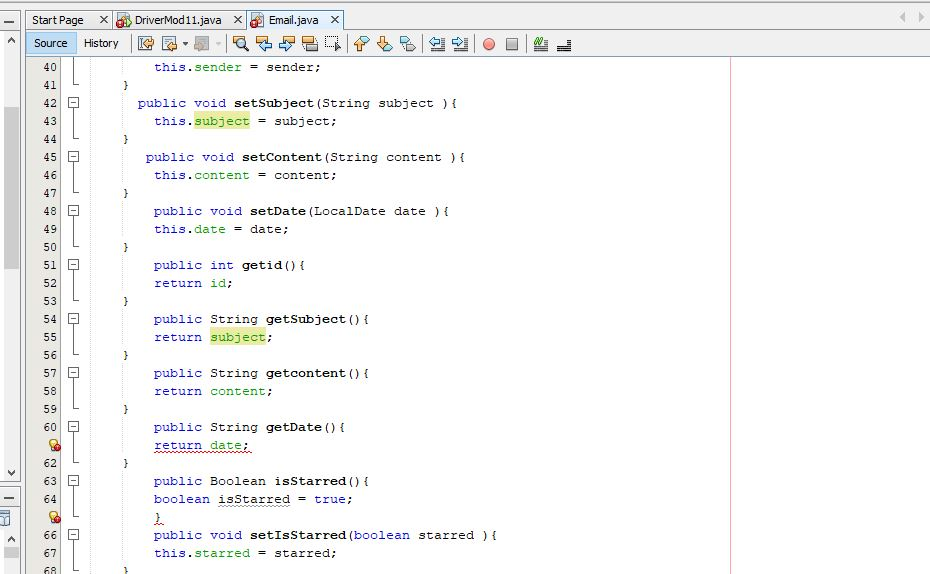 Start Page DriverMod11.java Email.java
Source History
40 this.sender = sender;
41 }
42 public void setSubject(String subject ){
43 this.subject = subject;
44 }
45 public void setContent(String content ){
46 this.content = content;
47 }
48 public void setDate(LocalDate date ){
49 this.date = date;
50 }
51 public int getid(){
52 return id;
53 }
54 public String getSubject(){
55 return subject;
56 }
57 public String getcontent(){
58 return content;
59 }
60 public String getDate(){
return date;
62 }
63 public Boolean isStarred(){
64 boolean isStarred = true;
}
66 public void setIsStarred(boolean starred ){
67 this.starred = starred;
68 }